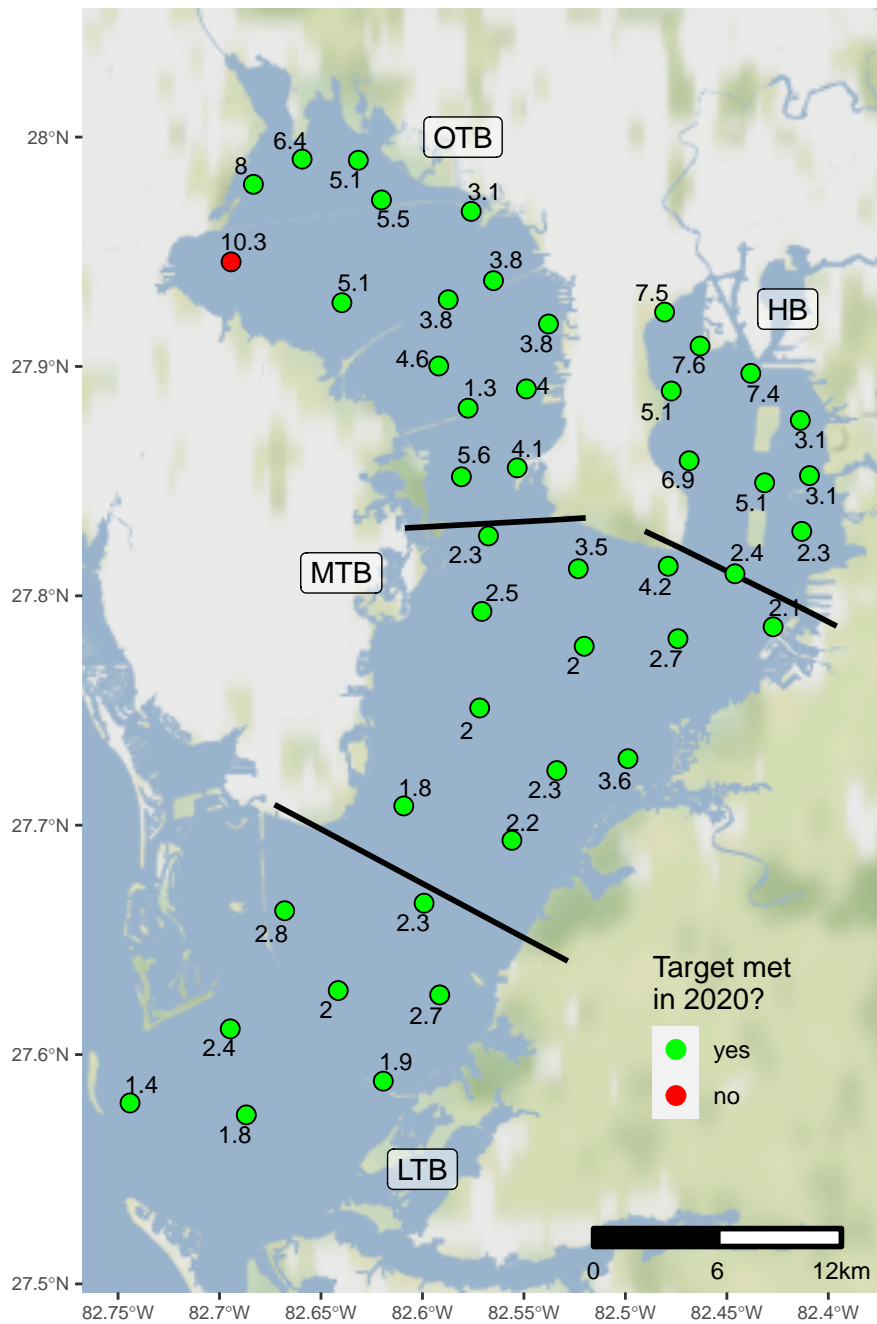 28°N
27.9°N
27.8°N
27.7°N
27.6°N
27.5°N
OTB
6.4
8
5.1
5.5
3.1
10.3
3.8
5.1
3.8
3.8
4.6
4
1.3
5.6
4.1
HB
7.5
7.6
7.4
5.1
3.1
6.9
5.1
3.1
2.3
MTB
2.3
3.5
4.2
2.4
2.5
2.1
2
2.7
2
2.3
3.6
1.8
2.2
2.8
2.3
2
2.7
2.4
1.9
1.4
1.8
LTB
Target met
in 2020?
yes
no
0 6 12km
82.75°W 82.7°W 82.65°W 82.6°W 82.55°W 82.5°W 82.45°W 82.4°W